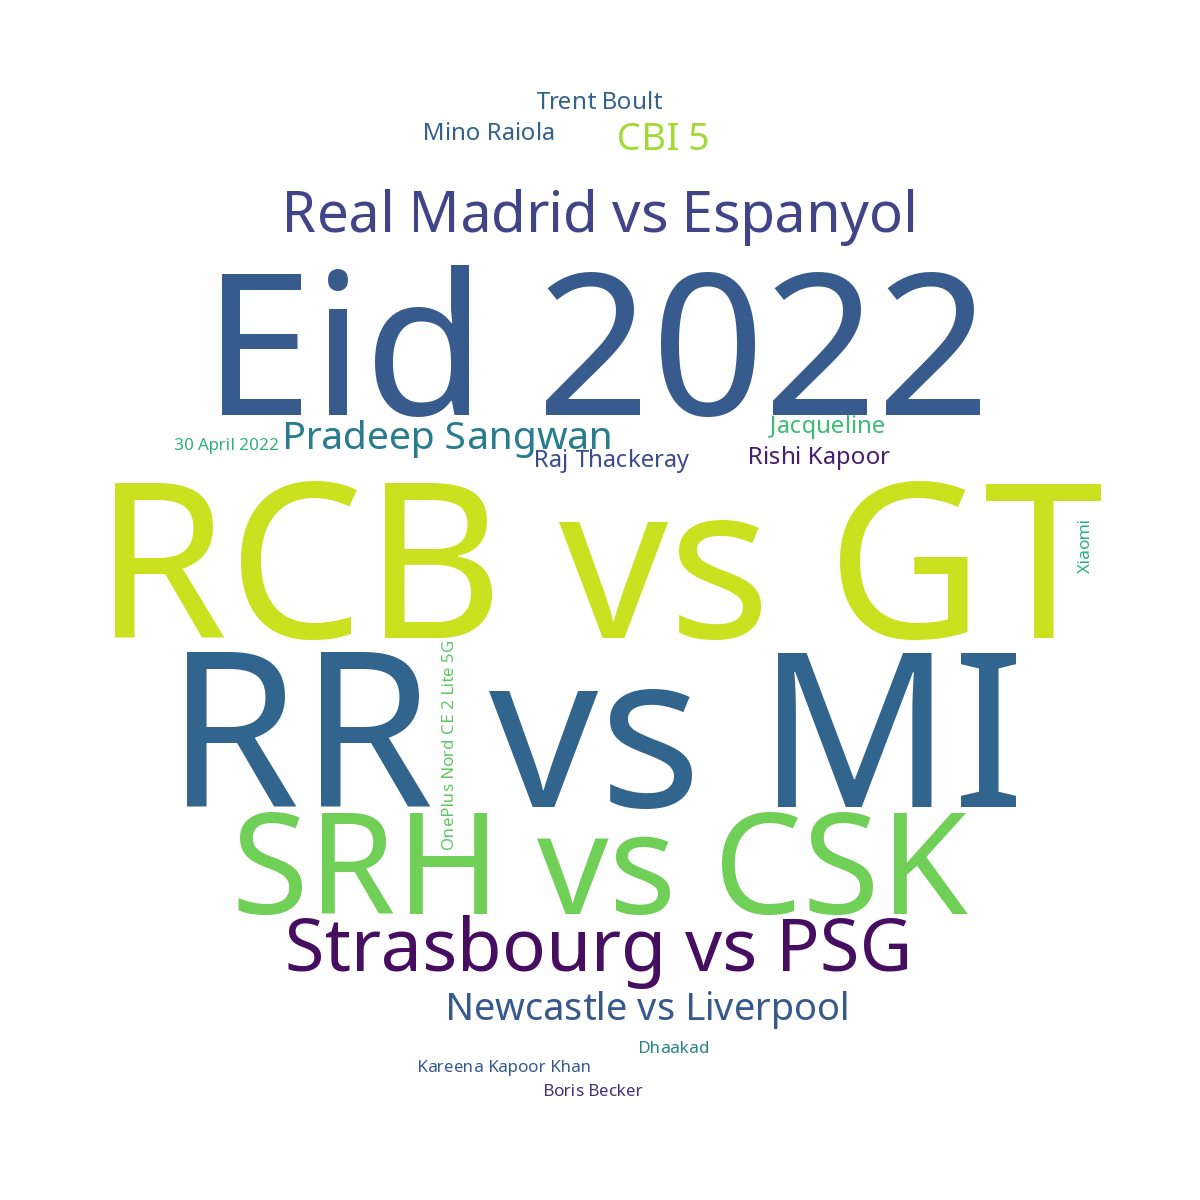 Trent Boult
Mino Raiola
CBI 5
Real Madrid vs Espanyol
Eid 2022
Jacqueline
Pradeep Sangwan
30 April 2022
Raj Thackeray
Rishi Kapoor
RCB vs GT
Xiaomi
RR vs MI
OnePlus Nord CE 2 Lite 5G
SRH vs CSK
Strasbourg vs PSG
Newcastle vs Liverpool
Dhaakad
Kareena Kapoor Khan
Boris Becker